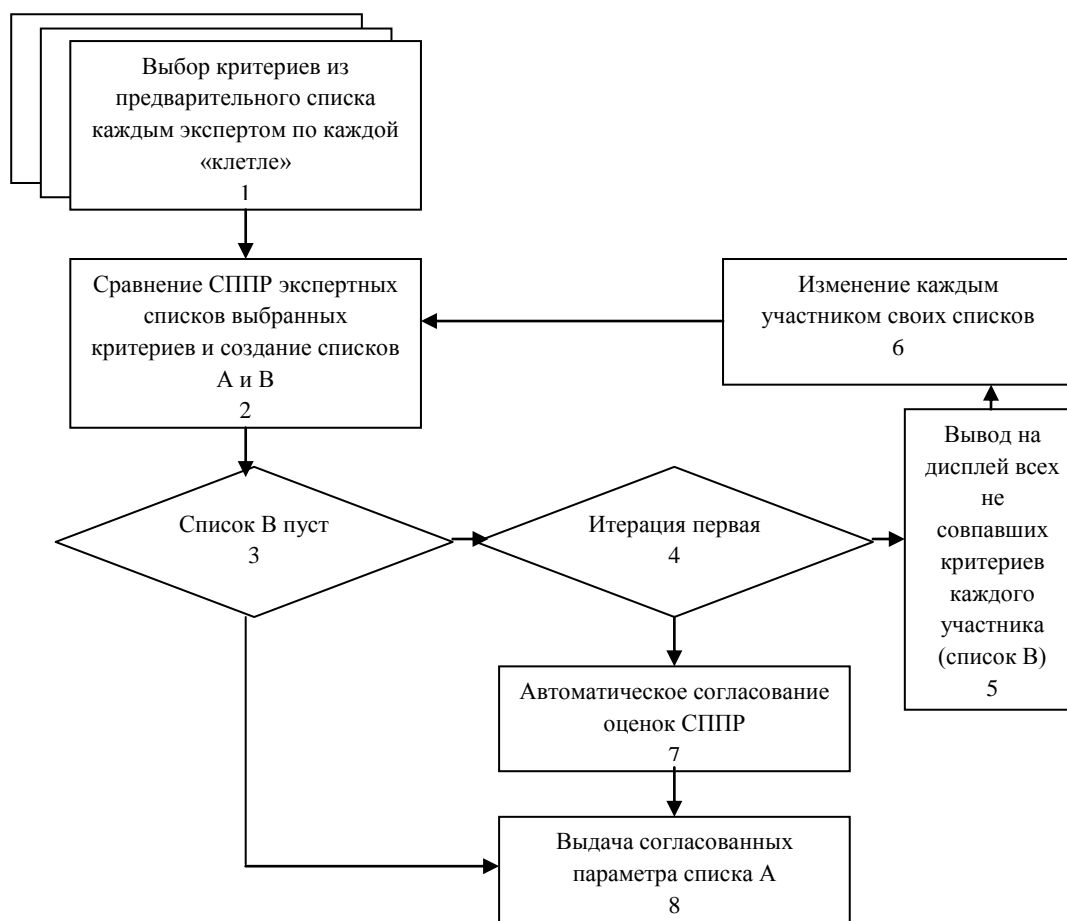 Выбор критериев из
предварительного списка
каждым экспертом по каждой
«клетле»
1
Сравнение СППР экспертных
списков выбранных
критериев и создание списков
А и В
2
Изменение каждым
участником своих списков
6
Список В пуст
3
Итерация первая
4
Вывод на
дисплей всех
не
совпавших
критериев
каждого
участника
(список В)
5
Автоматическое согласование
оценок СППР
7
Выдача согласованных
параметра списка А
8